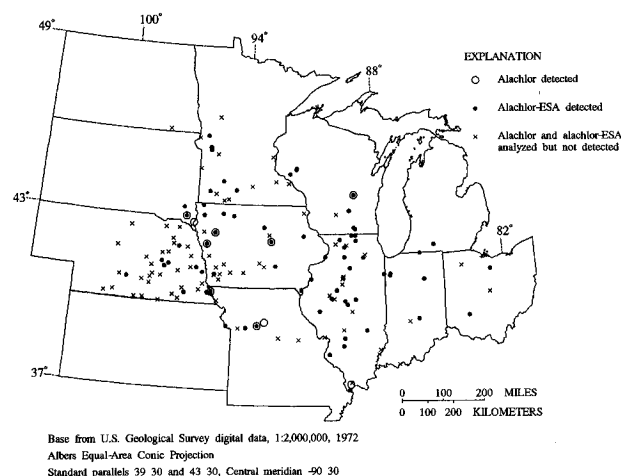 49°
100°
94°
88°
EXPLANATION
Alachlor detected
Alachlor-ESA detected
Alachlor and alachlor-ESA
analyzed but not detected
43°
82°
37°
0 100 200 MILES
0 100 200 KILOMETERS
Base from U.S. Geological Survey digital data, 1:2,000,000, 1972
Albers Equal-Area Conic Projection
Standard parallels 39 30 and 43 30, Central meridian -90 30